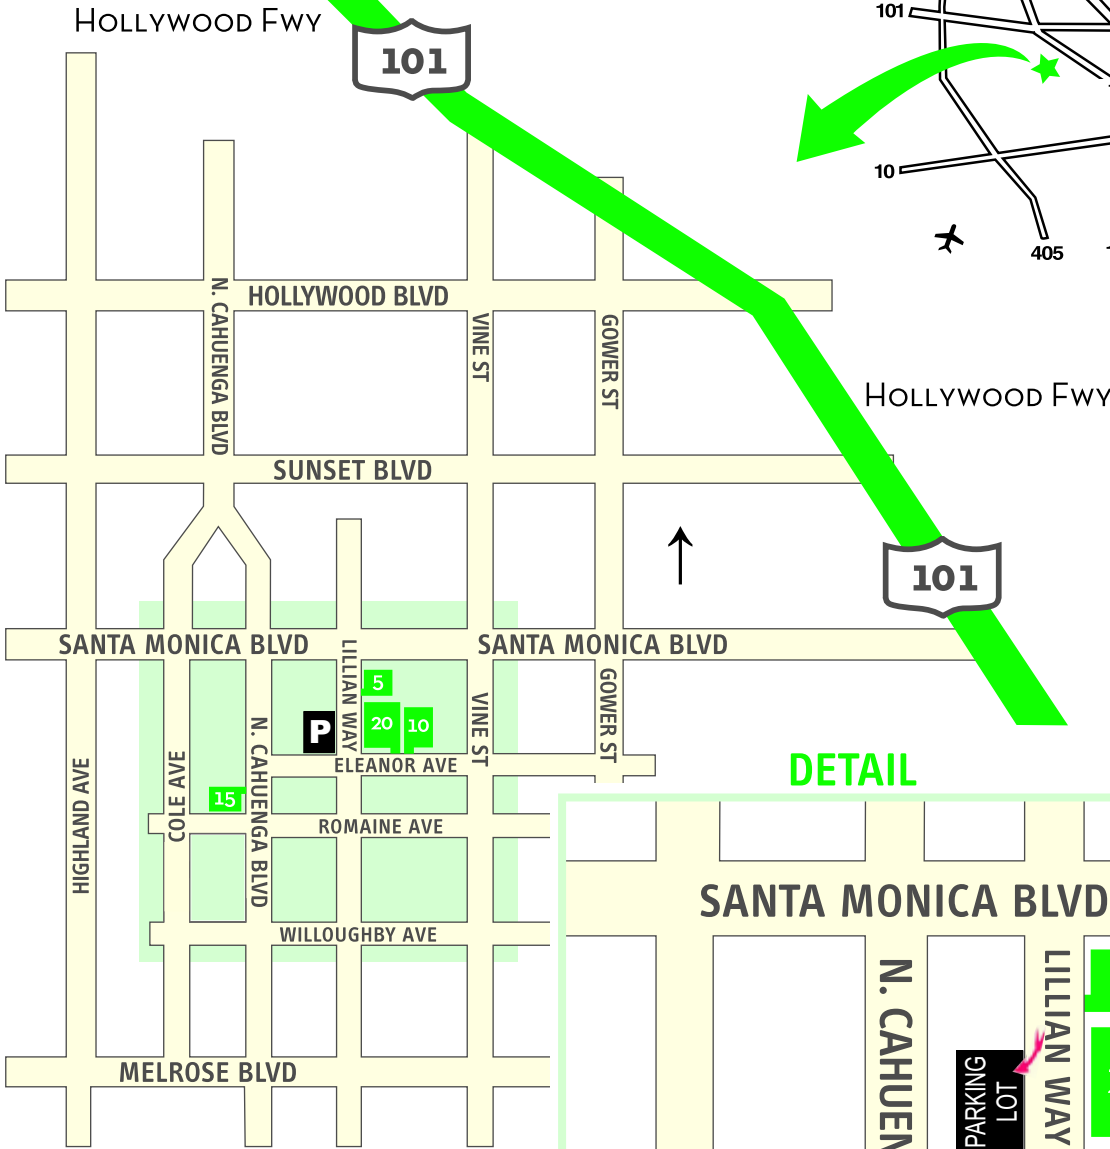 HOLLYWOOD FWY
101
101
10
405
HOLLYWOOD BLVD
N. CAHUENGA BLVD
VINE ST
GOWER ST
HOLLYWOOD FWY
SUNSET BLVD
101
SANTA MONICA BLVD
SANTA MONICA BLVD
LILLIAN WAY
5
20
10
P
VINE ST
GOWER ST
ELEANOR AVE
HIGHLAND AVE
COLE AVE
N. CAHUENGA BLVD
15
ROMAINE AVE
WILLOUGHBY AVE
MELROSE BLVD
DETAIL
SANTA MONICA BLVD
N. CAHUEN
LILLIAN WAY
PARKING
LOT